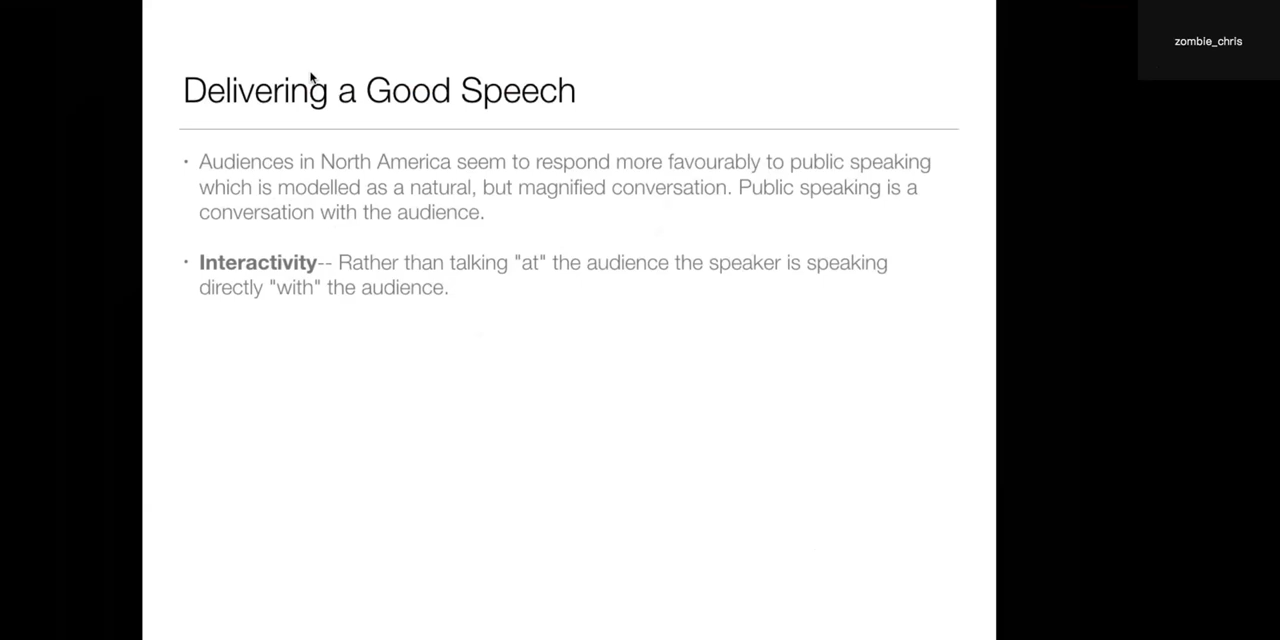 zombie_chris
Delivering a Good Speech
· Audiences in North America seem to respond more favourably to public speaking
which is modelled as a natural, but magnified conversation. Public speaking is a
conversation with the audience.
· Interactivity-- Rather than talking "at" the audience the speaker is speaking
directly "with" the audience.